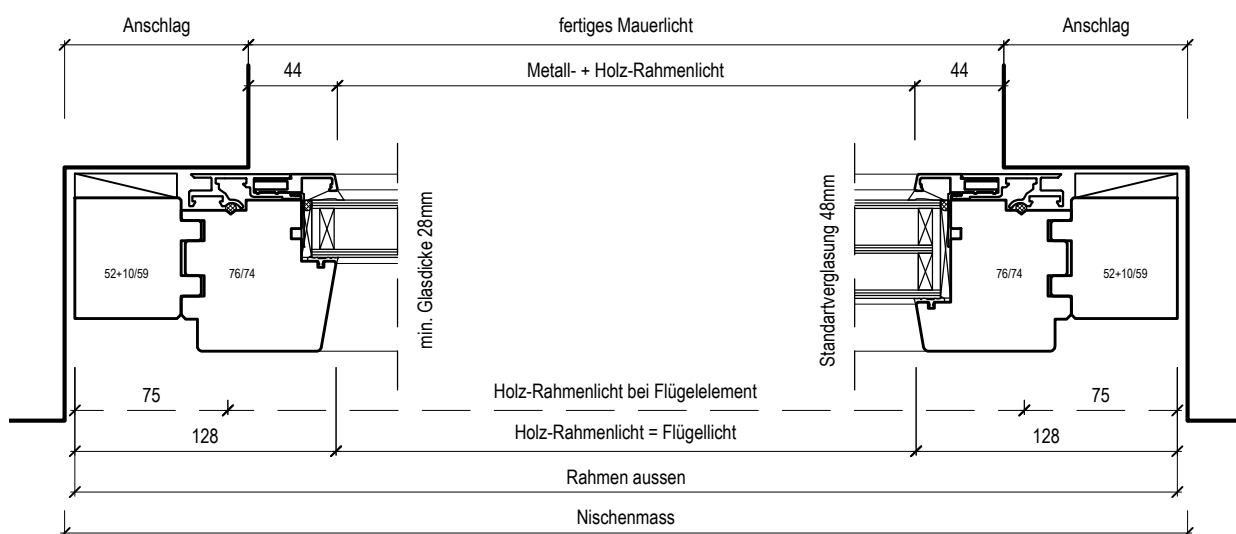 Anschlag fertiges Mauerlicht Anschlag
44 Metall- + Holz-Rahmenlicht 44
min. Glasdicke 28mm
Standartverglasung 48mm
52+10/59 76/74 76/74 52+10/59
75 Holz-Rahmenlicht bei Flügelelement 75
128 Holz-Rahmenlicht = Flügellicht 128
Rahmen aussen
Nischenmass